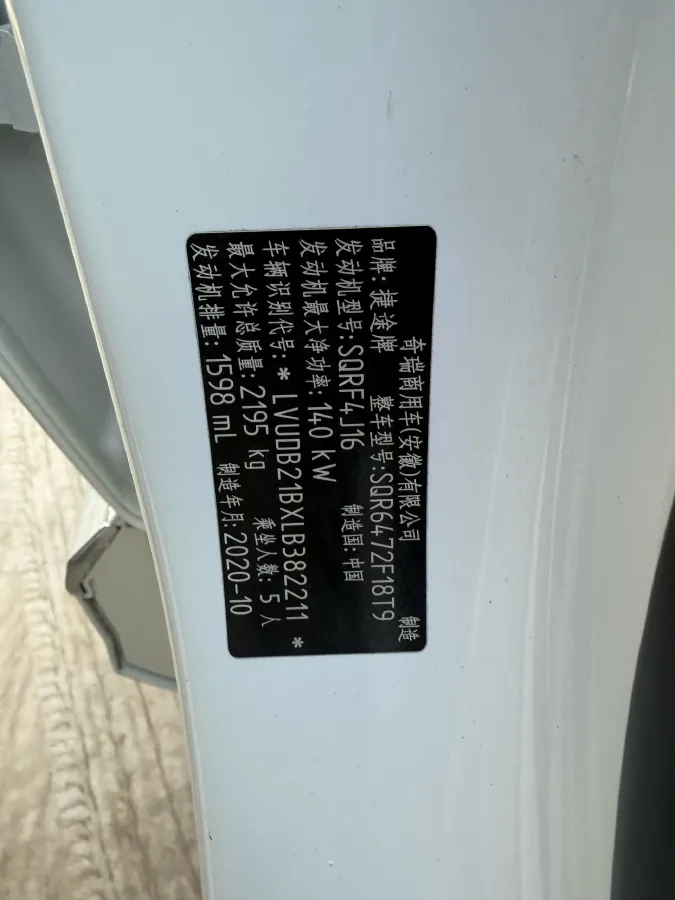 奇瑞商用车(安徽)有限公司 制造
品牌:捷途牌 整车型号:SQR6472F18T9
发动机型号:SQRF4J16 制造国:中国
发动机最大净功率:140 kW
车辆识别代号:*LVUDB21BXLB382211*
最大允许总质量:2195 kg 乘坐人数:5人
发动机排量:1598 mL 制造年月:2020-10